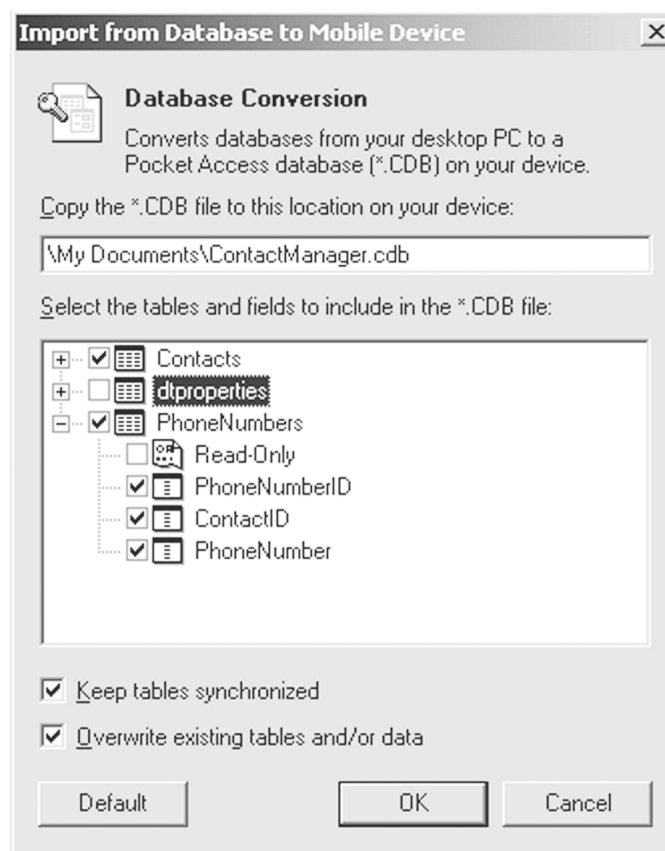 Import from Database to Mobile Device
Database Conversion
Converts databases from your desktop PC to a
Pocket Access database (*.CDB) on your device.
Copy the *.CDB file to this location on your device:
\My Documents\ContactManager.cdb
Select the tables and fields to include in the *.CDB file:
Contacts
dtproperties
PhoneNumbers
Read-Only
PhoneNumberID
ContactID
PhoneNumber
Keep tables synchronized
Overwrite existing tables and/or data
Default OK Cancel